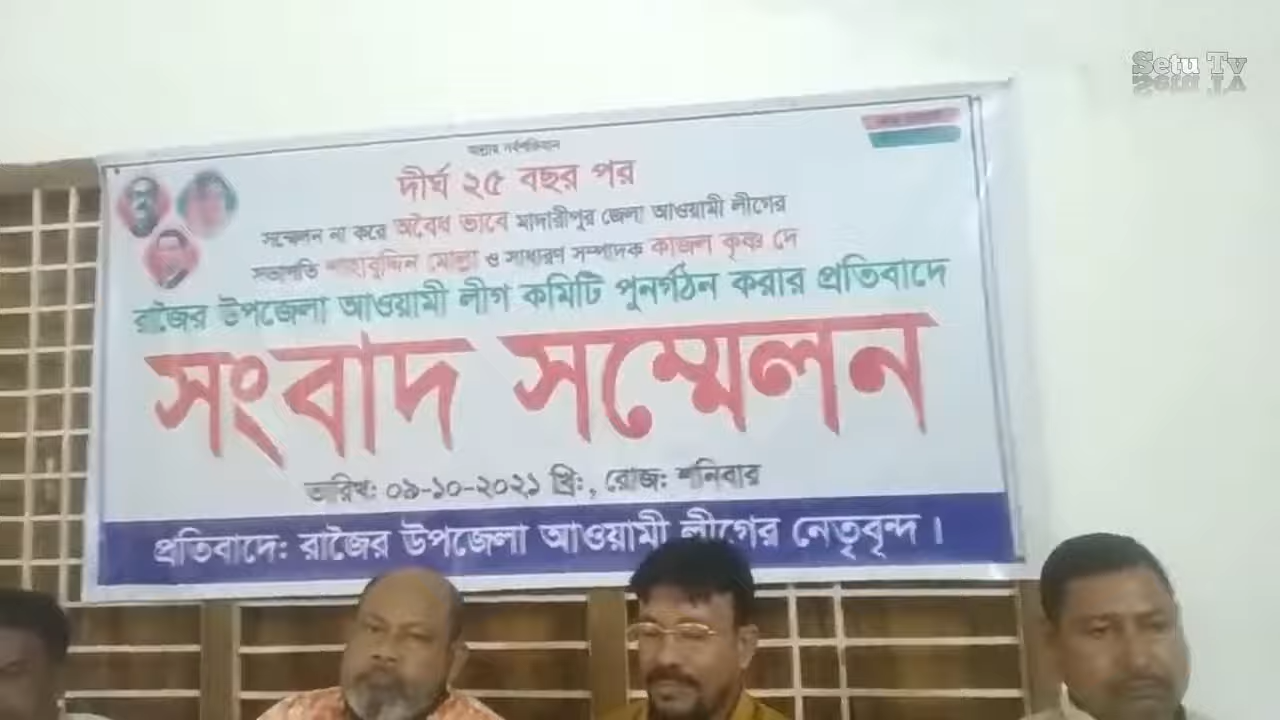 Setu Tv
দীর্ঘ ২৫ বছর পর
সম্মেলন না করে অবৈধ ভাবে মাদারীপুর জেলা আওয়ামী লীগের
সভাপতি শাহাবুদ্দিন মোল্লা ও সাধারণ সম্পাদক কাজল কৃষ্ণ দে
রাজৈর উপজেলা আওয়ামী লীগ কমিটি পুনর্গঠন করার প্রতিবাদে
সংবাদ সম্মেলন
তারিখ: ০৯-১০-২০২১ খ্রি:, রোজ: শনিবার
প্রতিবাদে: রাজৈর উপজেলা আওয়ামী লীগের নেতৃবৃন্দ ।